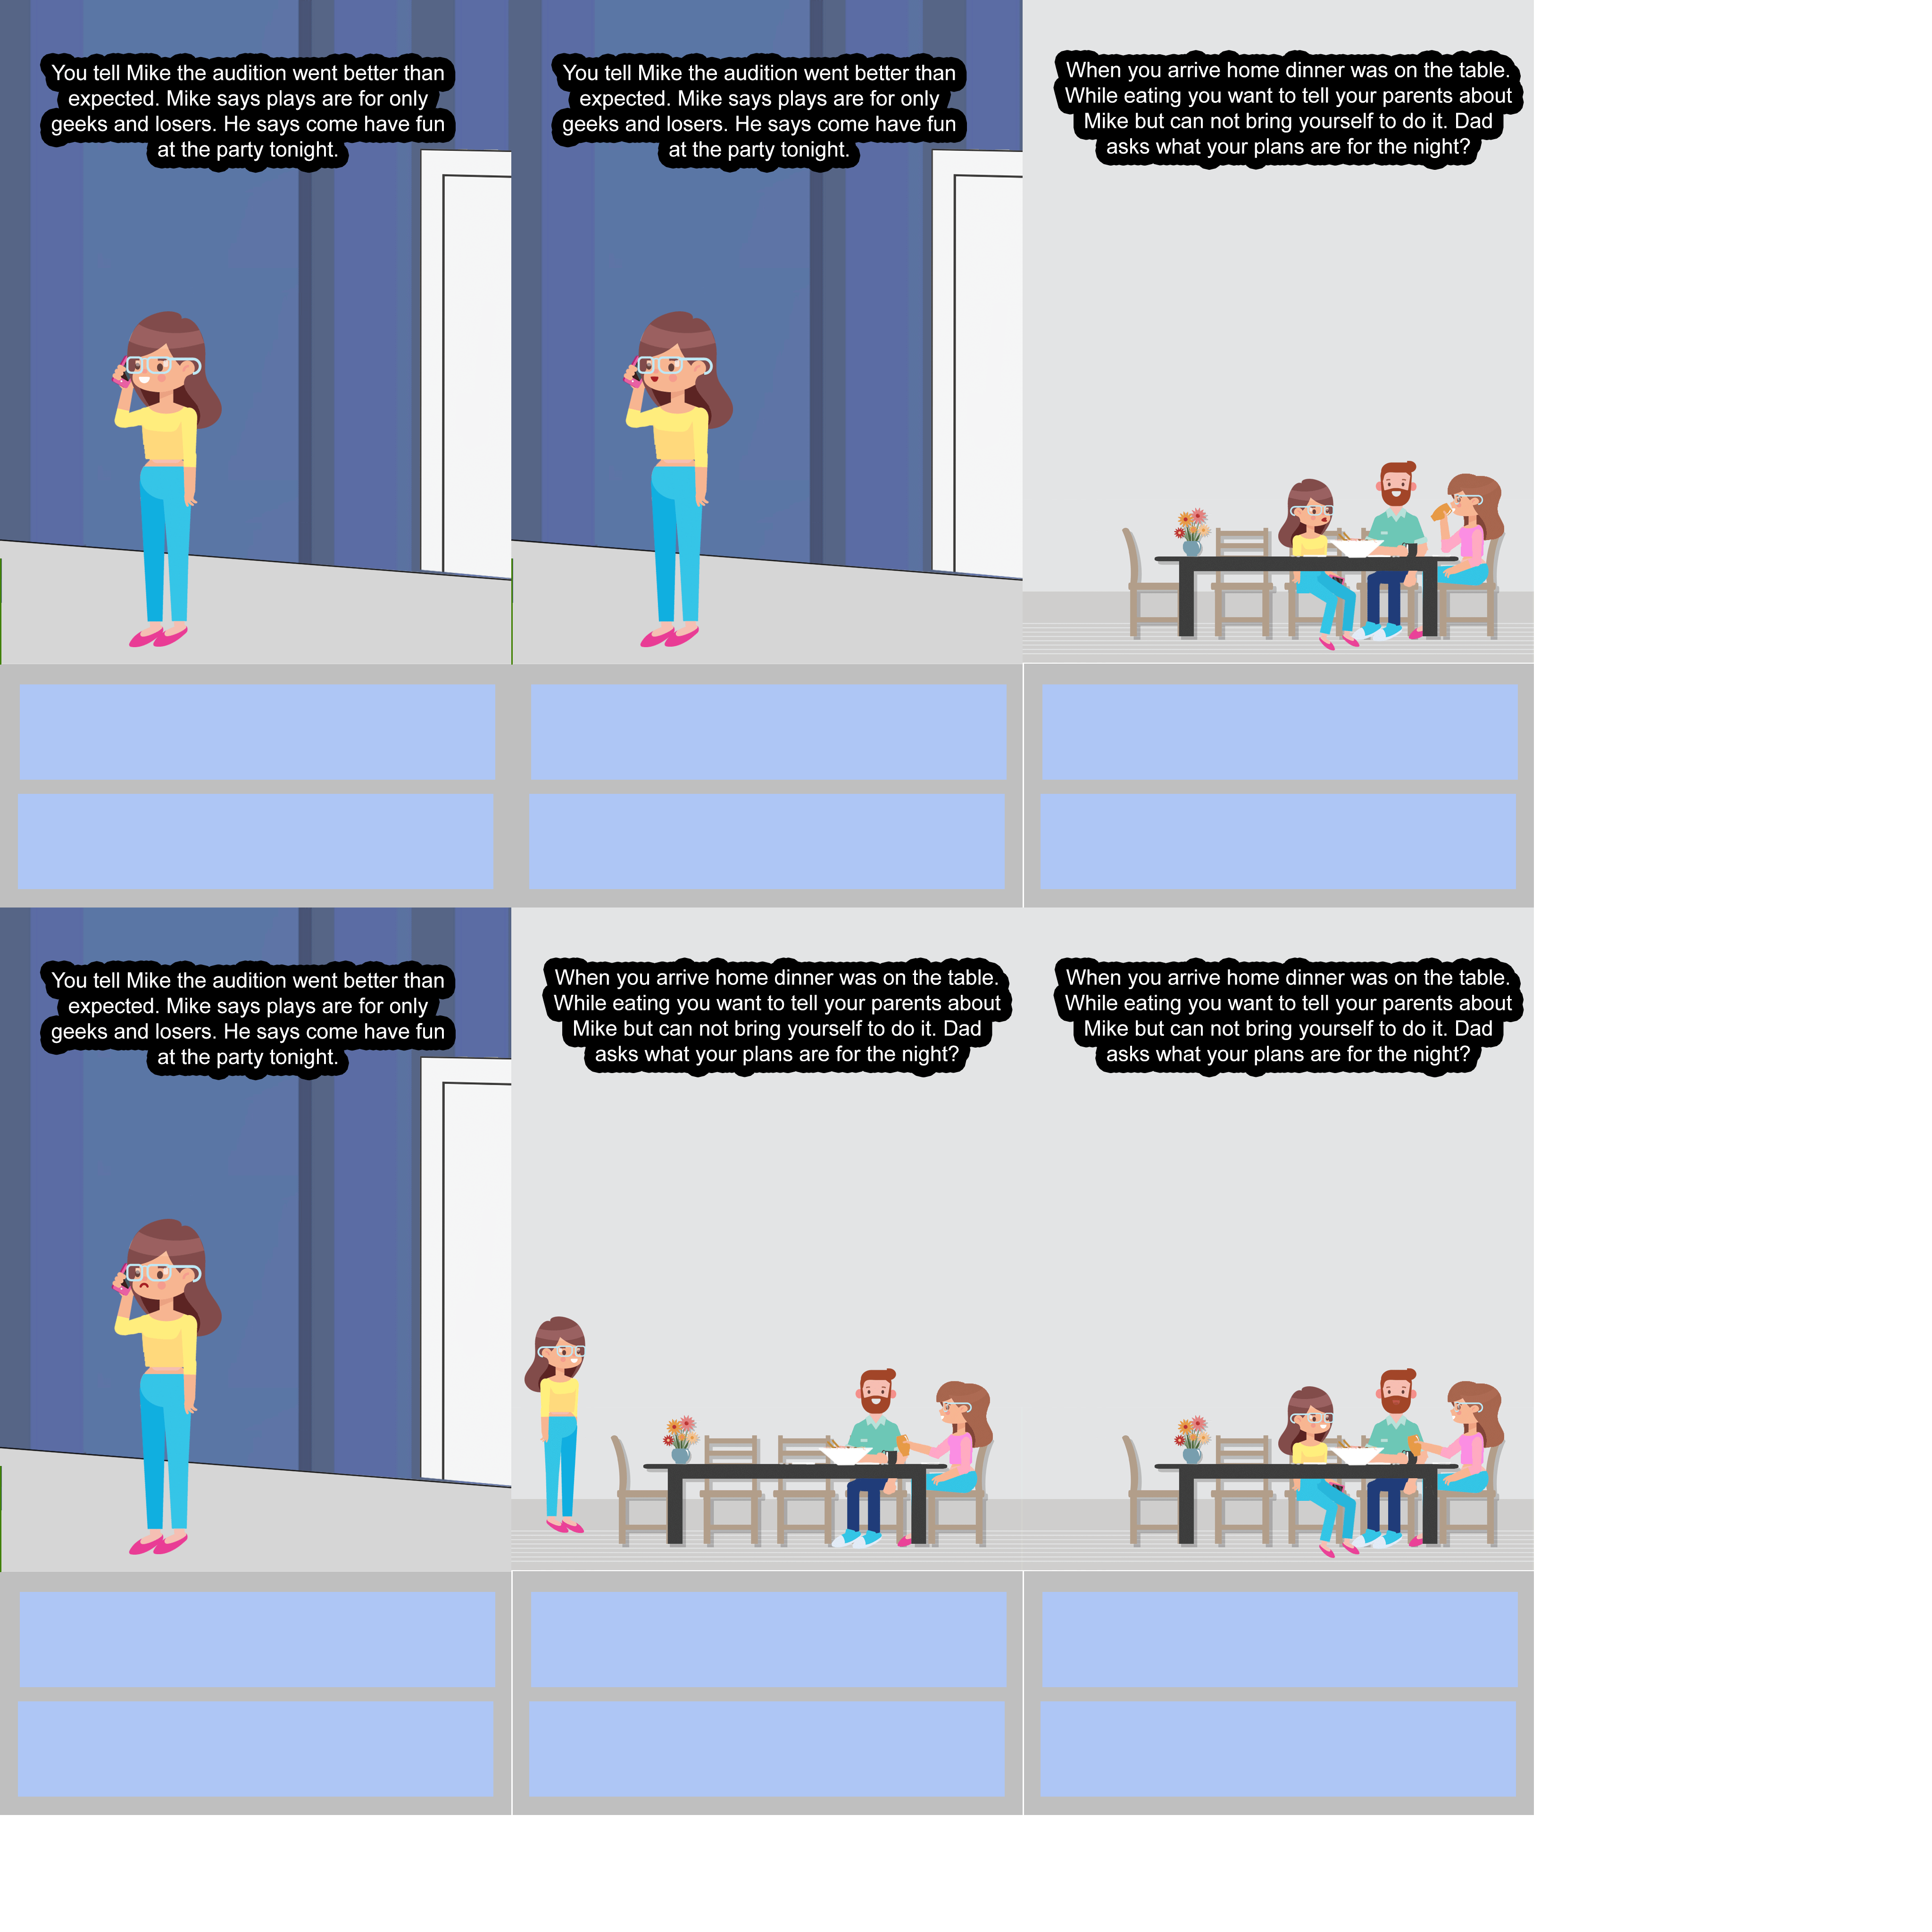 You tell Mike the audition went better than
expected. Mike says plays are for only
geeks and losers. He says come have fun
at the party tonight.
You tell Mike the audition went better than
expected. Mike says plays are for only
geeks and losers. He says come have fun
at the party tonight.
When you arrive home dinner was on the table.
While eating you want to tell your parents about
Mike but can not bring yourself to do it. Dad
asks what your plans are for the night?
You tell Mike the audition went better than
expected. Mike says plays are for only
geeks and losers. He says come have fun
at the party tonight.
When you arrive home dinner was on the table.
While eating you want to tell your parents about
Mike but can not bring yourself to do it. Dad
asks what your plans are for the night?
When you arrive home dinner was on the table.
While eating you want to tell your parents about
Mike but can not bring yourself to do it. Dad
asks what your plans are for the night?